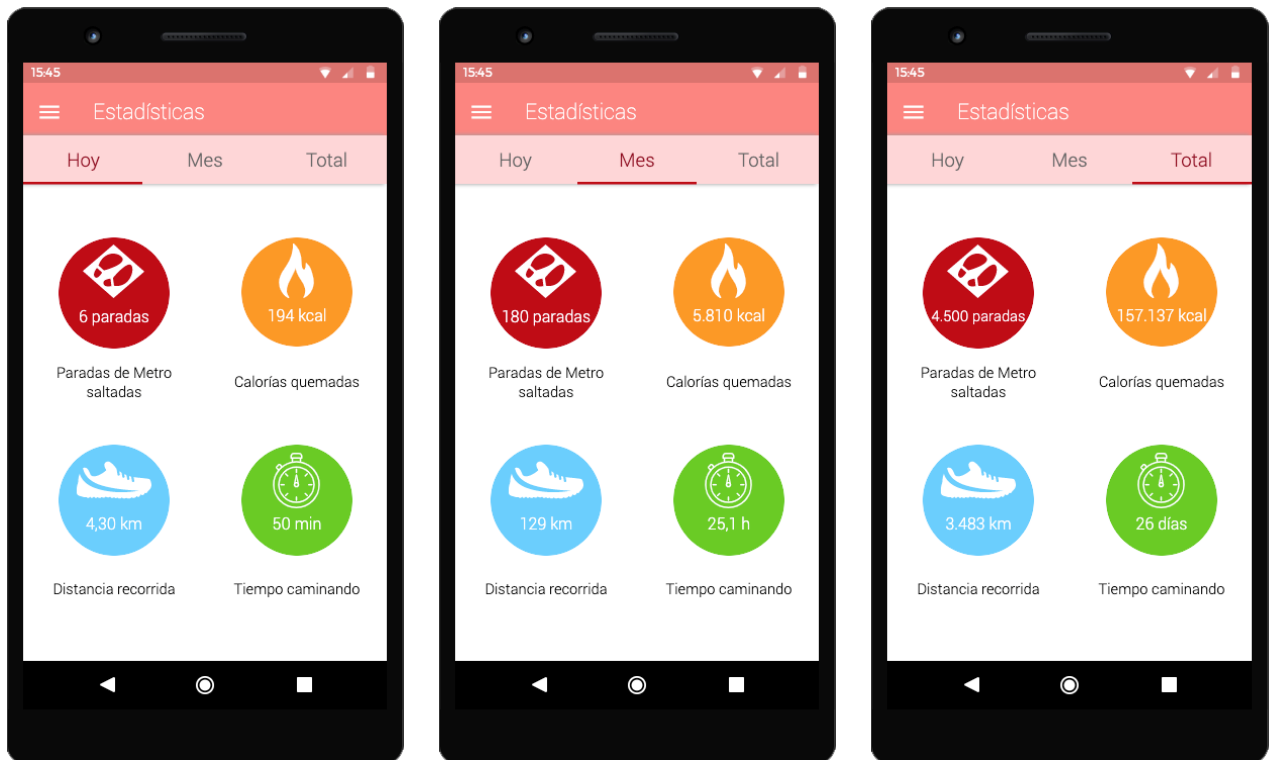 15:45
Estadísticas
Hoy Mes Total
6 paradas
194 kcal
Paradas de Metro
saltadas
Calorías quemadas
4,30 km
50 min
Distancia recorrida
Tiempo caminando
15:45
Estadísticas
Hoy Mes Total
180 paradas
5.810 kcal
Paradas de Metro
saltadas
Calorías quemadas
129 km
25,1 h
Distancia recorrida
Tiempo caminando
15:45
Estadísticas
Hoy Mes Total
4.500 paradas
157.137 kcal
Paradas de Metro
saltadas
Calorías quemadas
3.483 km
26 días
Distancia recorrida
Tiempo caminando